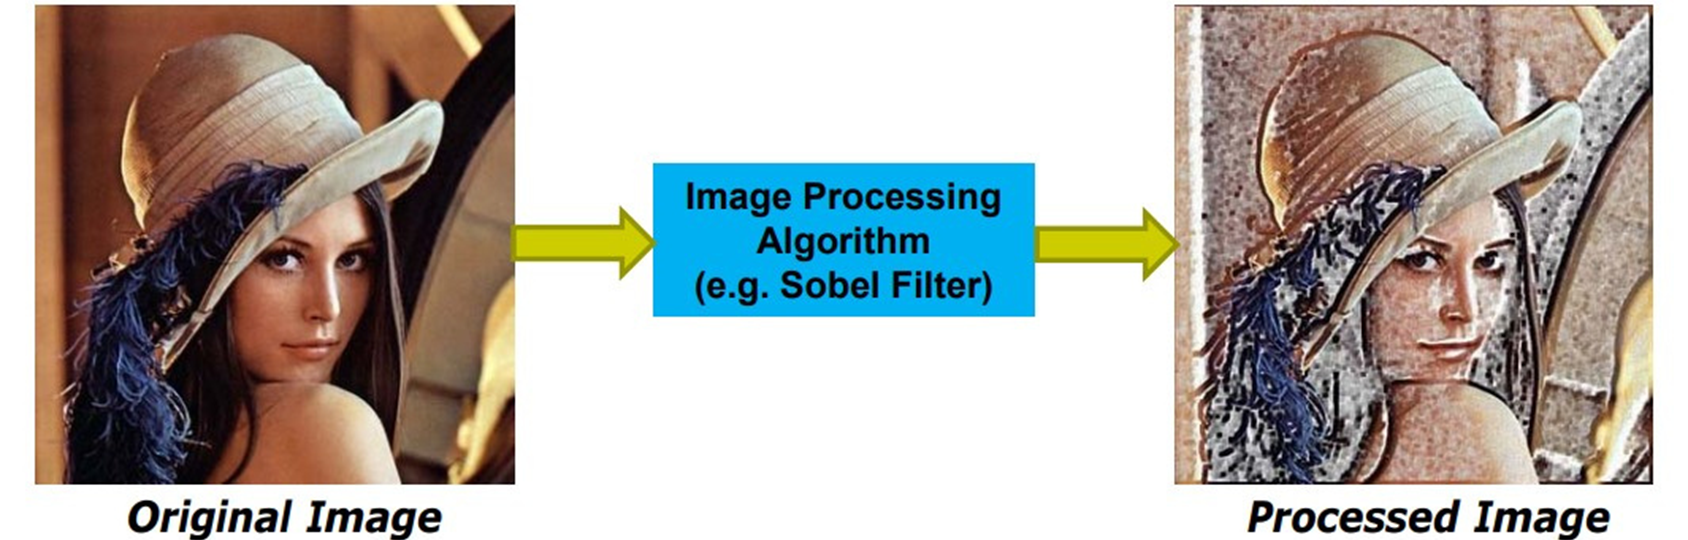 Image Processing
Algorithm
(e.g. Sobel Filter)
Original Image
Processed Image